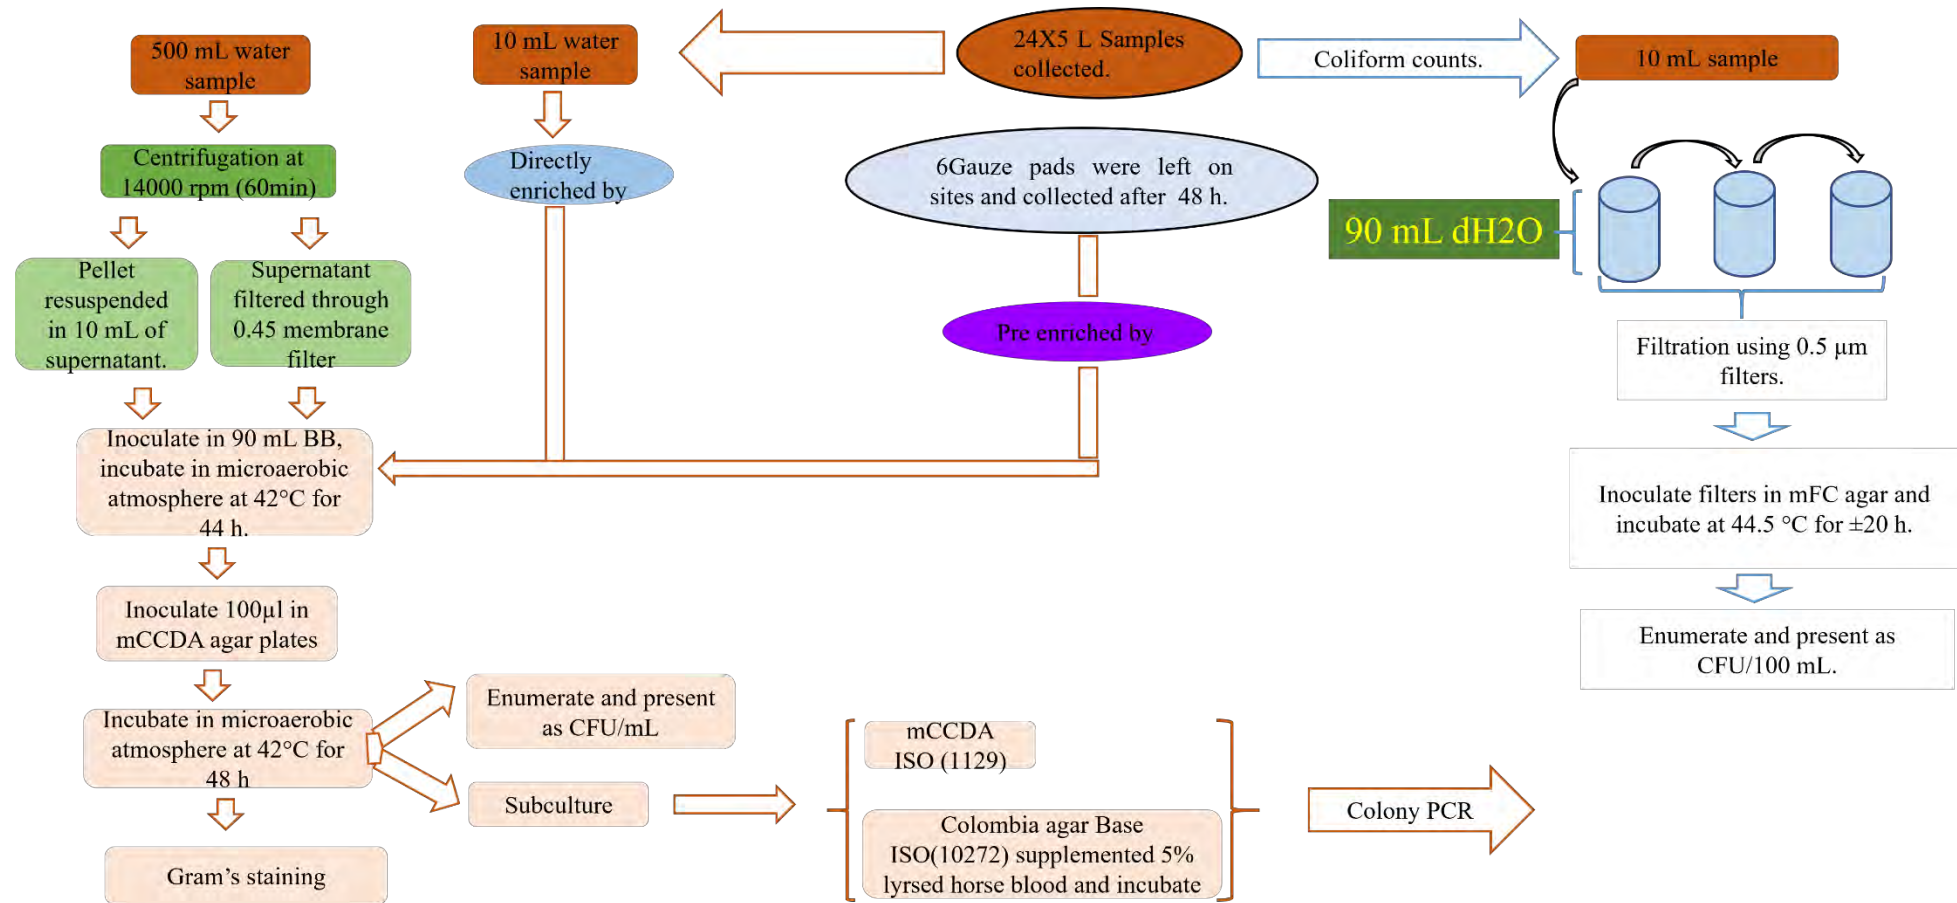 500 mL water
sample
10 mL water
sample
24X5 L Samples
collected.
Coliform counts.
10 mL sample
Centrifugation at
14000 rpm (60min)
Directly
enriched by
6Gauze pads were left on
sites and collected after 48 h.
90 mL dH2O
Pellet
resuspended
in 10 mL of
supernatant.
Supernatant
filtered through
0.45 membrane
filter
Pre enriched by
Filtration using 0.5 µm
filters.
Inoculate in 90 mL BB,
incubate in microaerobic
atmosphere at 42°C for
44 h.
Inoculate filters in mFC agar and
incubate at 44.5 °C for ±20 h.
Inoculate 100µl in
mCCDA agar plates
Enumerate and present as
CFU/100 mL.
Incubate in microaerobic
atmosphere at 42°C for
48 h
Enumerate and present
as CFU/mL
Subculture
mCCDA
ISO (1129)
Colombia agar Base
ISO(10272) supplemented 5%
lyrsed horse blood and incubate
Colony PCR
Gram’s staining